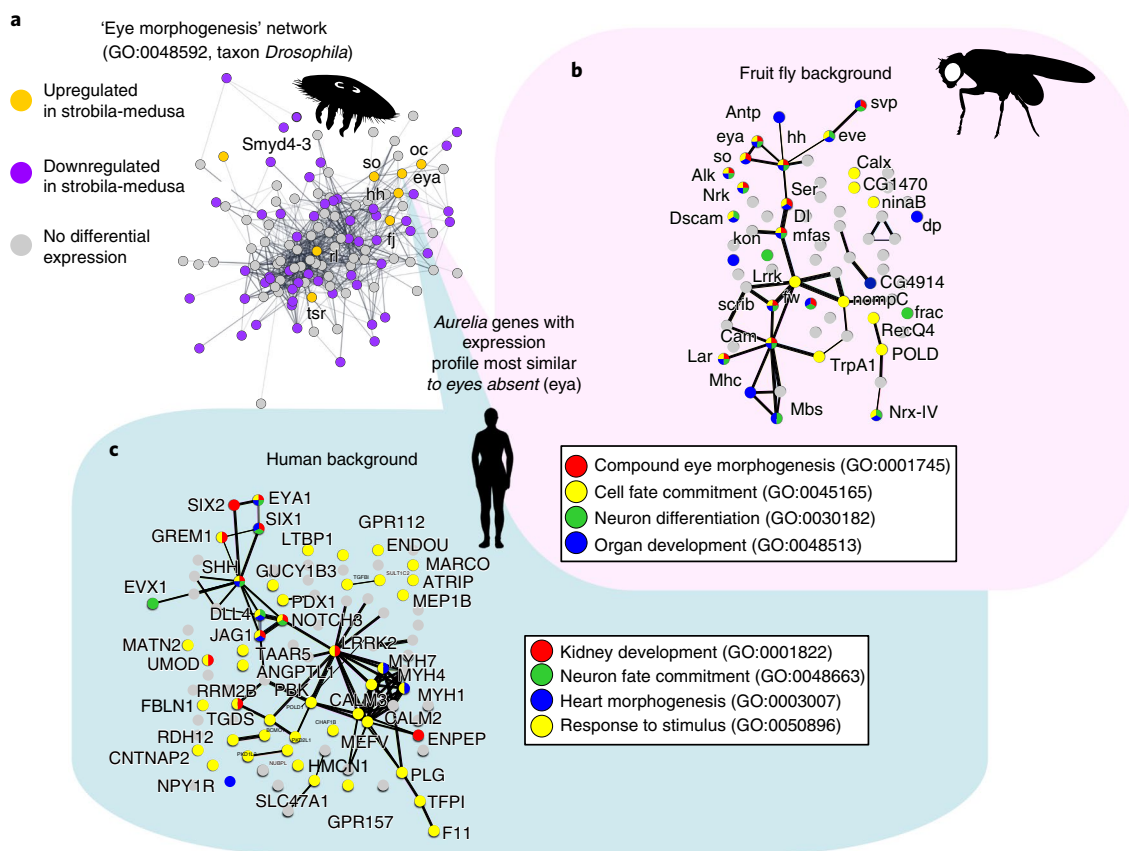 a
'Eye morphogenesis' network
(GO:0048592, taxon Drosophila)
Upregulated
in strobila-medusa
Downregulated
in strobila-medusa
No differential
expression
Smyd4-3
so
oc
eya
hh
fj
rl
tsr
Aurelia genes with
expression
profile most similar
to eyes absent (eya)
b
Fruit fly background
Antp
svp
eya
hh
eve
so
Alk
Calx
Nrk
Ser
CG1470
ninaB
Dscam
Dl
dp
kon
mfas
Lrrk
CG4914
scrib
fw
nompC
frac
Cam
RecQ4
Lar
TrpA1
POLD
Mhc
Mbs
Nrx-IV
Compound eye morphogenesis (GO:0001745)
Cell fate commitment (GO:0045165)
Neuron differentiation (GO:0030182)
Organ development (GO:0048513)
c
Human background
SIX2
EYA1
SIX1
GREM1
GPR112
LTBP1
ENDOU
SHH
GUCY1B3
MARCO
TGFBI
SULT1C2
ATRIP
EVX1
PDX1
MEP1B
DLL4
NOTCH3
JAG1
MATN2
LRRK2
UMOD
TAAR5
MYH7
ANGPTL1
MYH4
RRM2B
PBK
MYH1
FBLN1
POLD1
CALM3
TGDS
CALM2
CHAF1B
RDH12
BCMO1
PKD2L1
MEFV
ENPEP
CNTNAP2
NUBPL
HMCN1
PLG
NPY1R
SLC47A1
TFPI
GPR157
F11
Kidney development (GO:0001822)
Neuron fate commitment (GO:0048663)
Heart morphogenesis (GO:0003007)
Response to stimulus (GO:0050896)